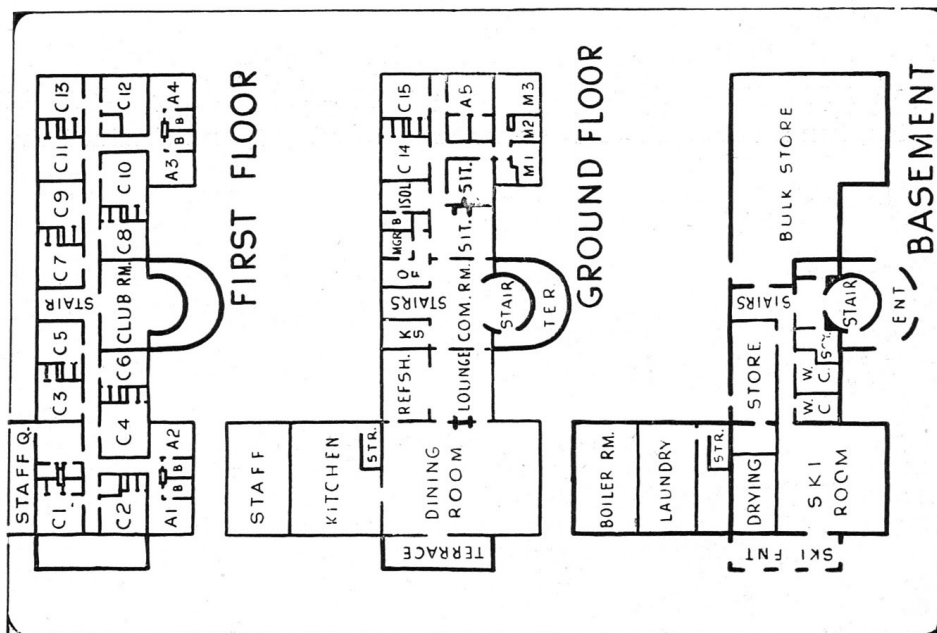 STAFF Q.
C1
C3
C5
STAIR
C7
C9
C11
C13
C2
C4
C6
CLUB RM.
C8
C10
C12
A1
B
B
A2
A3
B
B
A4
FIRST FLOOR
STAFF
KITCHEN
STR.
REFSH.
K
S
STAIRS
O
F
MGR
B
ISOL
C14
C15
TERRACE
DINING
ROOM
LOUNGE
COM. RM.
SIT.
SIT.
A5
STAIR
TER.
M1
M2
M3
GROUND FLOOR
BOILER RM.
LAUNDRY
STR.
DRYING
STORE
STAIRS
BULK STORE
SKI
ENT
SKI
ROOM
W.
C
W.
C.
STAIR
ENT
BASEMENT